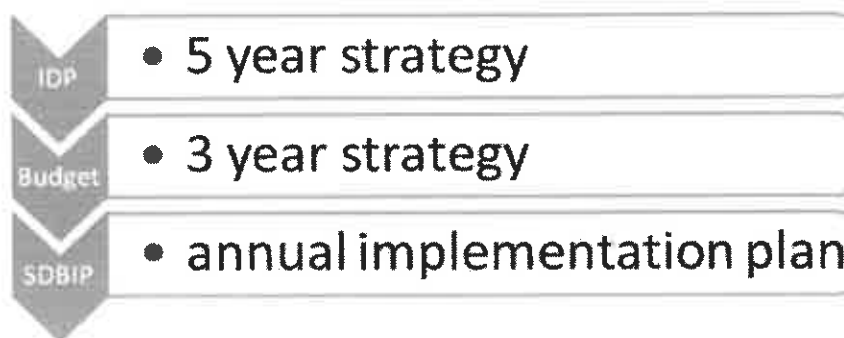 IDP
• 5 year strategy
Budget
• 3 year strategy
SDBIP
• annual implementation plan